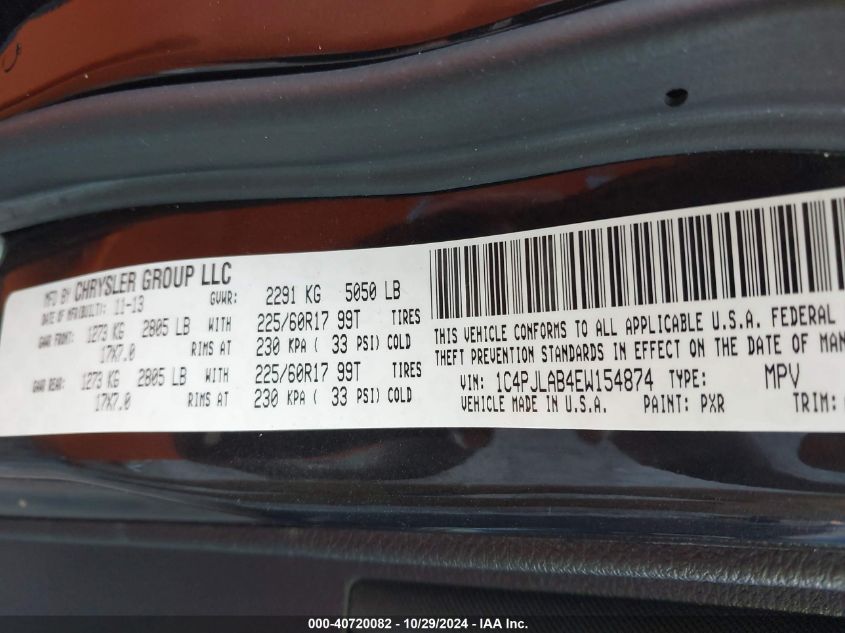 MFD BY CHRYSLER GROUP LLC
DATE OF MFR(BUILT): 11-13 GVWR: 2291 KG 5050 LB
GAWR FRONT: 1273 KG 2805 LB WITH 225/60R17 99T TIRES
17X7.0 RIMS AT 230 KPA ( 33 PSI) COLD
GAWR REAR: 1273 KG 2805 LB WITH 225/60R17 99T TIRES
17X7.0 RIMS AT 230 KPA ( 33 PSI) COLD
THIS VEHICLE CONFORMS TO ALL APPLICABLE U.S.A. FEDERAL
THEFT PREVENTION STANDARDS IN EFFECT ON THE DATE OF MAN
VIN: 1C4PJLAB4EW154874 TYPE: MPV
VEHICLE MADE IN U.S.A. PAINT: PXR TRIM:
000-40720082 - 10/29/2024 - IAA Inc.